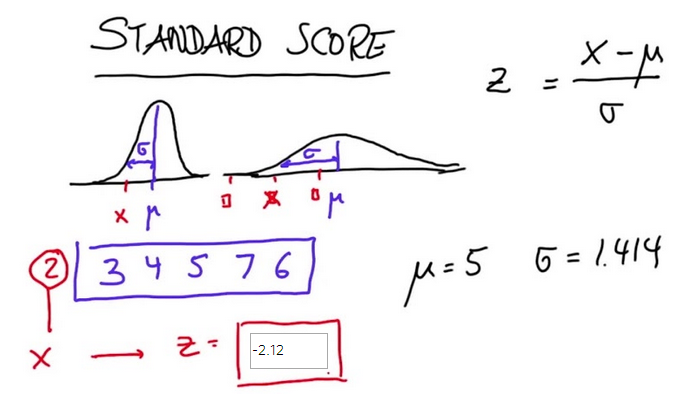 STANDARD SCORE
z = x - μ / σ
σ σ
x μ μ
2 3 4 5 7 6
μ = 5 σ = 1.414
x → z = -2.12